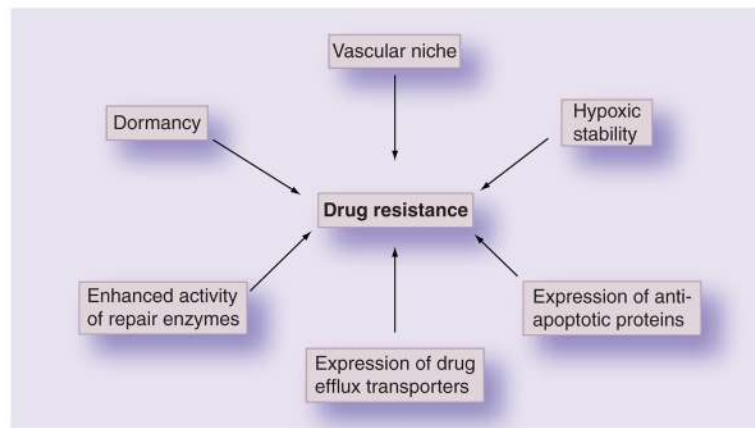 Vascular niche
Dormancy
Hypoxic
stability
Drug resistance
Enhanced activity
of repair enzymes
Expression of anti-
apoptotic proteins
Expression of drug
efflux transporters